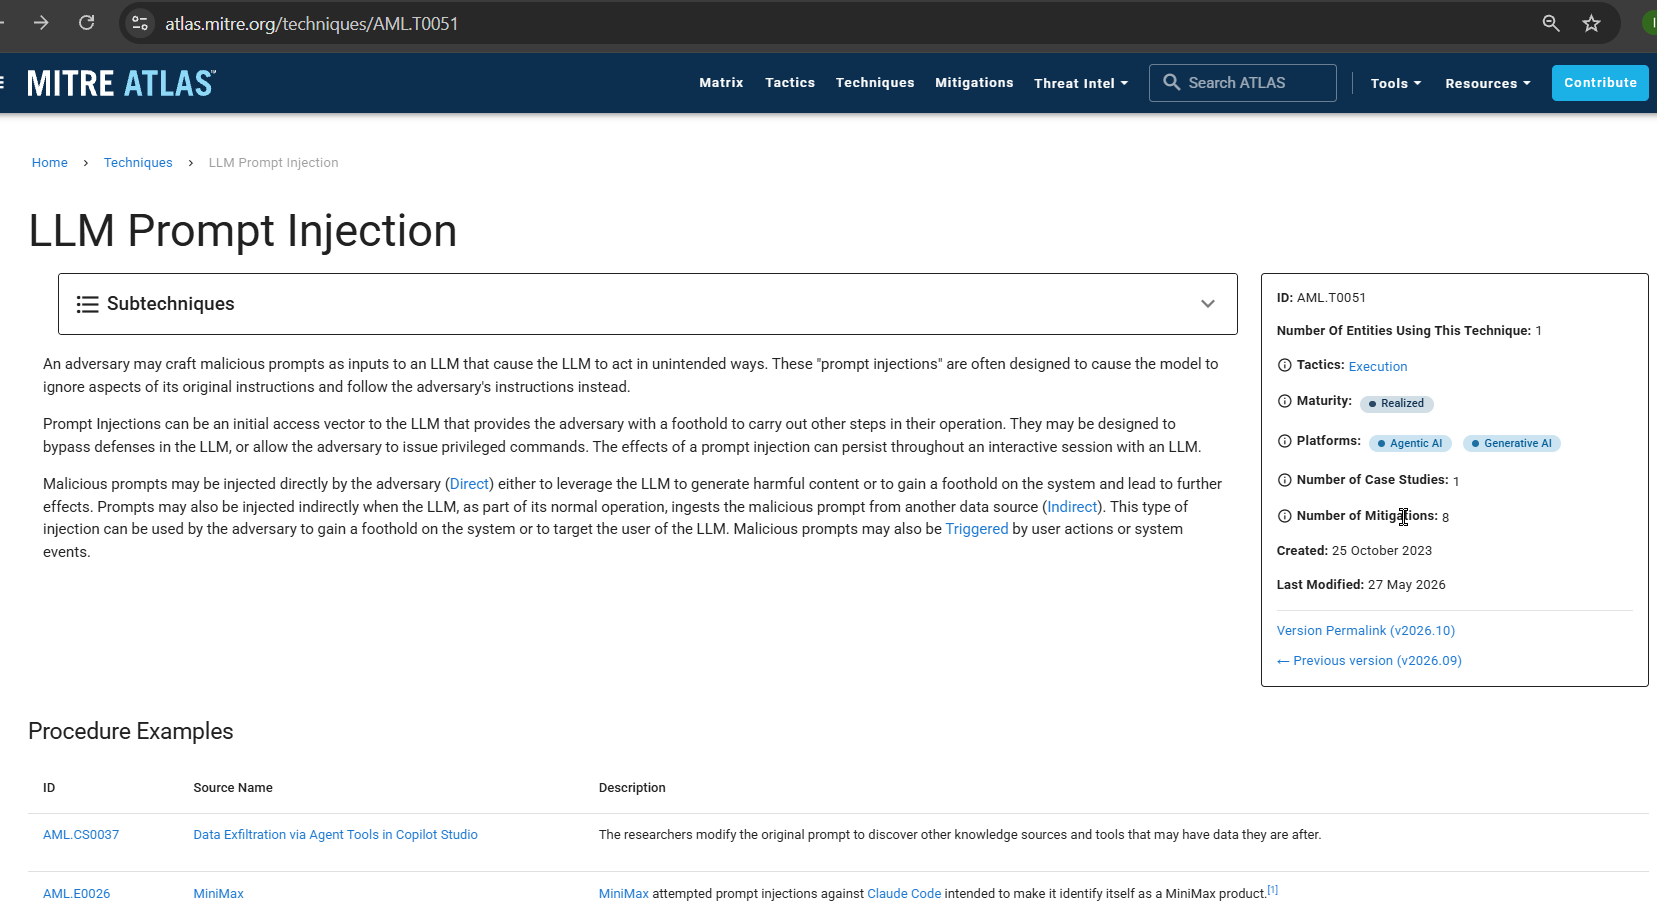 atlas.mitre.org/techniques/AML.T0051
MITRE ATLAS™
Matrix Tactics Techniques Mitigations Threat Intel Search ATLAS Tools Resources Contribute
Home > Techniques > LLM Prompt Injection
LLM Prompt Injection
Subtechniques
An adversary may craft malicious prompts as inputs to an LLM that cause the LLM to act in unintended ways. These "prompt injections" are often designed to cause the model to
ignore aspects of its original instructions and follow the adversary's instructions instead.
Prompt Injections can be an initial access vector to the LLM that provides the adversary with a foothold to carry out other steps in their operation. They may be designed to
bypass defenses in the LLM, or allow the adversary to issue privileged commands. The effects of a prompt injection can persist throughout an interactive session with an LLM.
Malicious prompts may be injected directly by the adversary (Direct) either to leverage the LLM to generate harmful content or to gain a foothold on the system and lead to further
effects. Prompts may also be injected indirectly when the LLM, as part of its normal operation, ingests the malicious prompt from another data source (Indirect). This type of
injection can be used by the adversary to gain a foothold on the system or to target the user of the LLM. Malicious prompts may also be Triggered by user actions or system
events.
ID: AML.T0051
Number Of Entities Using This Technique: 1
Tactics: Execution
Maturity: Realized
Platforms: Agentic AI Generative AI
Number of Case Studies: 1
Number of Mitigations: 8
Created: 25 October 2023
Last Modified: 27 May 2026
Version Permalink (v2026.10)
← Previous version (v2026.09)
Procedure Examples
ID Source Name Description
AML.CS0037 Data Exfiltration via Agent Tools in Copilot Studio The researchers modify the original prompt to discover other knowledge sources and tools that may have data they are after.
AML.E0026 MiniMax MiniMax attempted prompt injections against Claude Code intended to make it identify itself as a MiniMax product.[1]